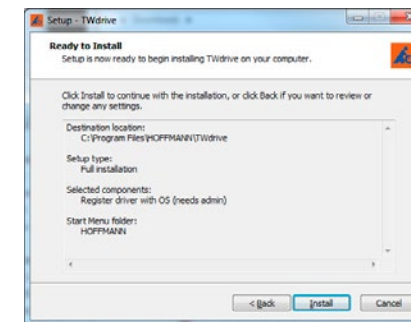 Setup - TWdrive
Ready to Install
Setup is now ready to begin installing TWdrive on your computer.
Click Install to continue with the installation, or click Back if you want to review or
change any settings.
Destination location:
C:\Program Files\HOFFMANN\TWdrive
Setup type:
Full installation
Selected components:
Register driver with OS (needs admin)
Start Menu folder:
HOFFMANN
< Back
Install
Cancel